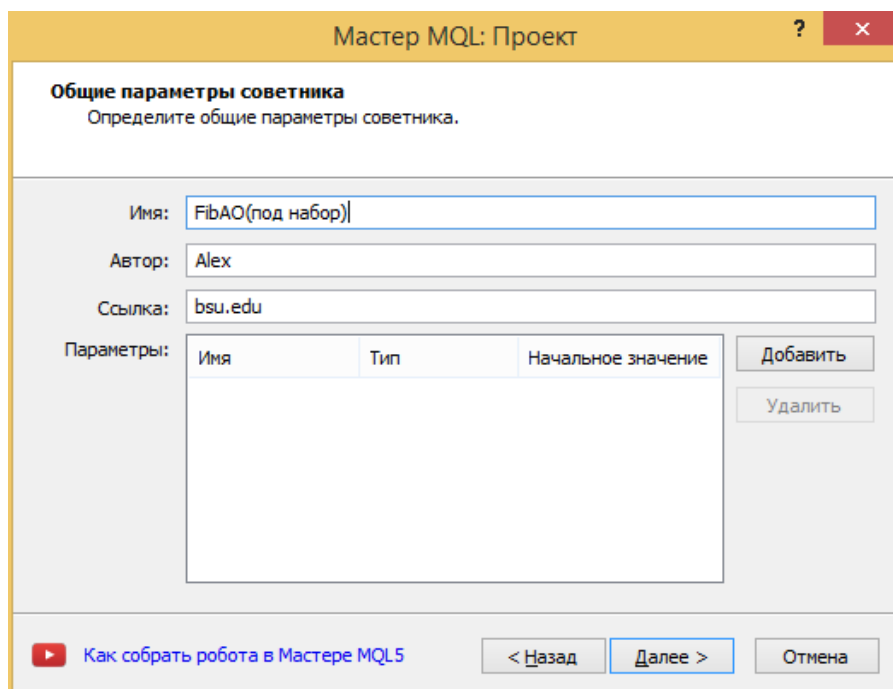 Мастер MQL: Проект
?
×
Общие параметры советника
Определите общие параметры советника.
Имя: FibAO(под набор)
Автор: Alex
Ссылка: bsu.edu
Параметры:
Имя Тип Начальное значение
Добавить
Удалить
Как собрать робота в Мастере MQL5
< Назад Далее > Отмена